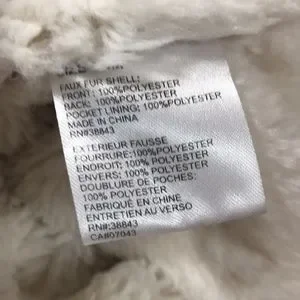 FAUX FUR SHELL:
FRONT: 100%POLYESTER
BACK: 100%POLYESTER
POCKET LINING: 100%POLYESTER
MADE IN CHINA
RN#38843
EXTERIEUR FAUSSE
FOURRURE:100%POLYESTER
ENDROIT: 100% POLYESTER
ENVERS: 100% POLYESTER
DOUBLURE DE POCHES:
100% POLYESTER
FABRIQUÉ EN CHINE
ENTRETIEN AU VERSO
RN#:38843
CA#07043